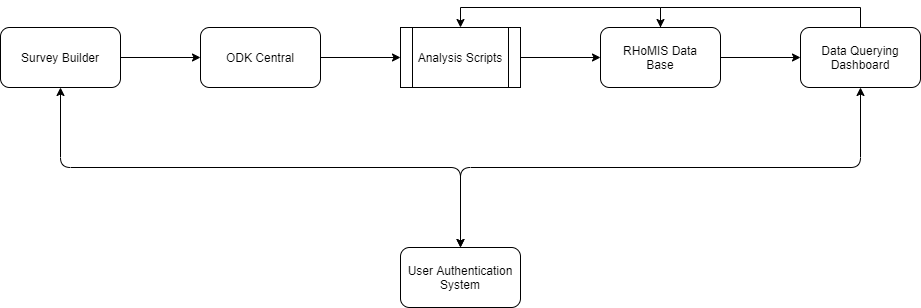 Survey Builder
ODK Central
Analysis Scripts
RHoMIS Data
Base
Data Querying
Dashboard
User Authentication
System